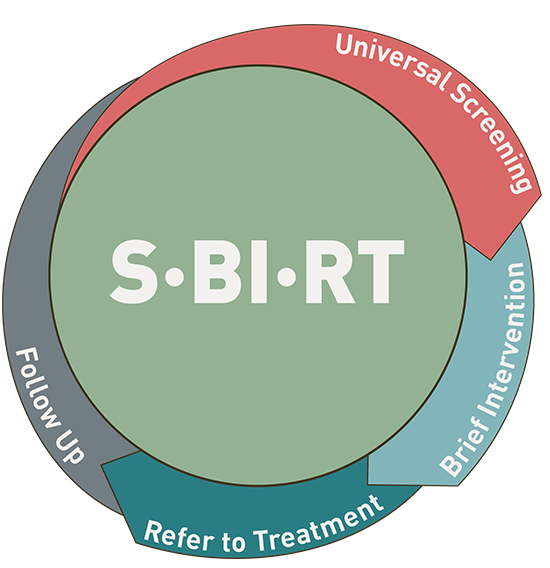 S•BI•RT
Universal Screening
Brief Intervention
Refer to Treatment
Follow Up